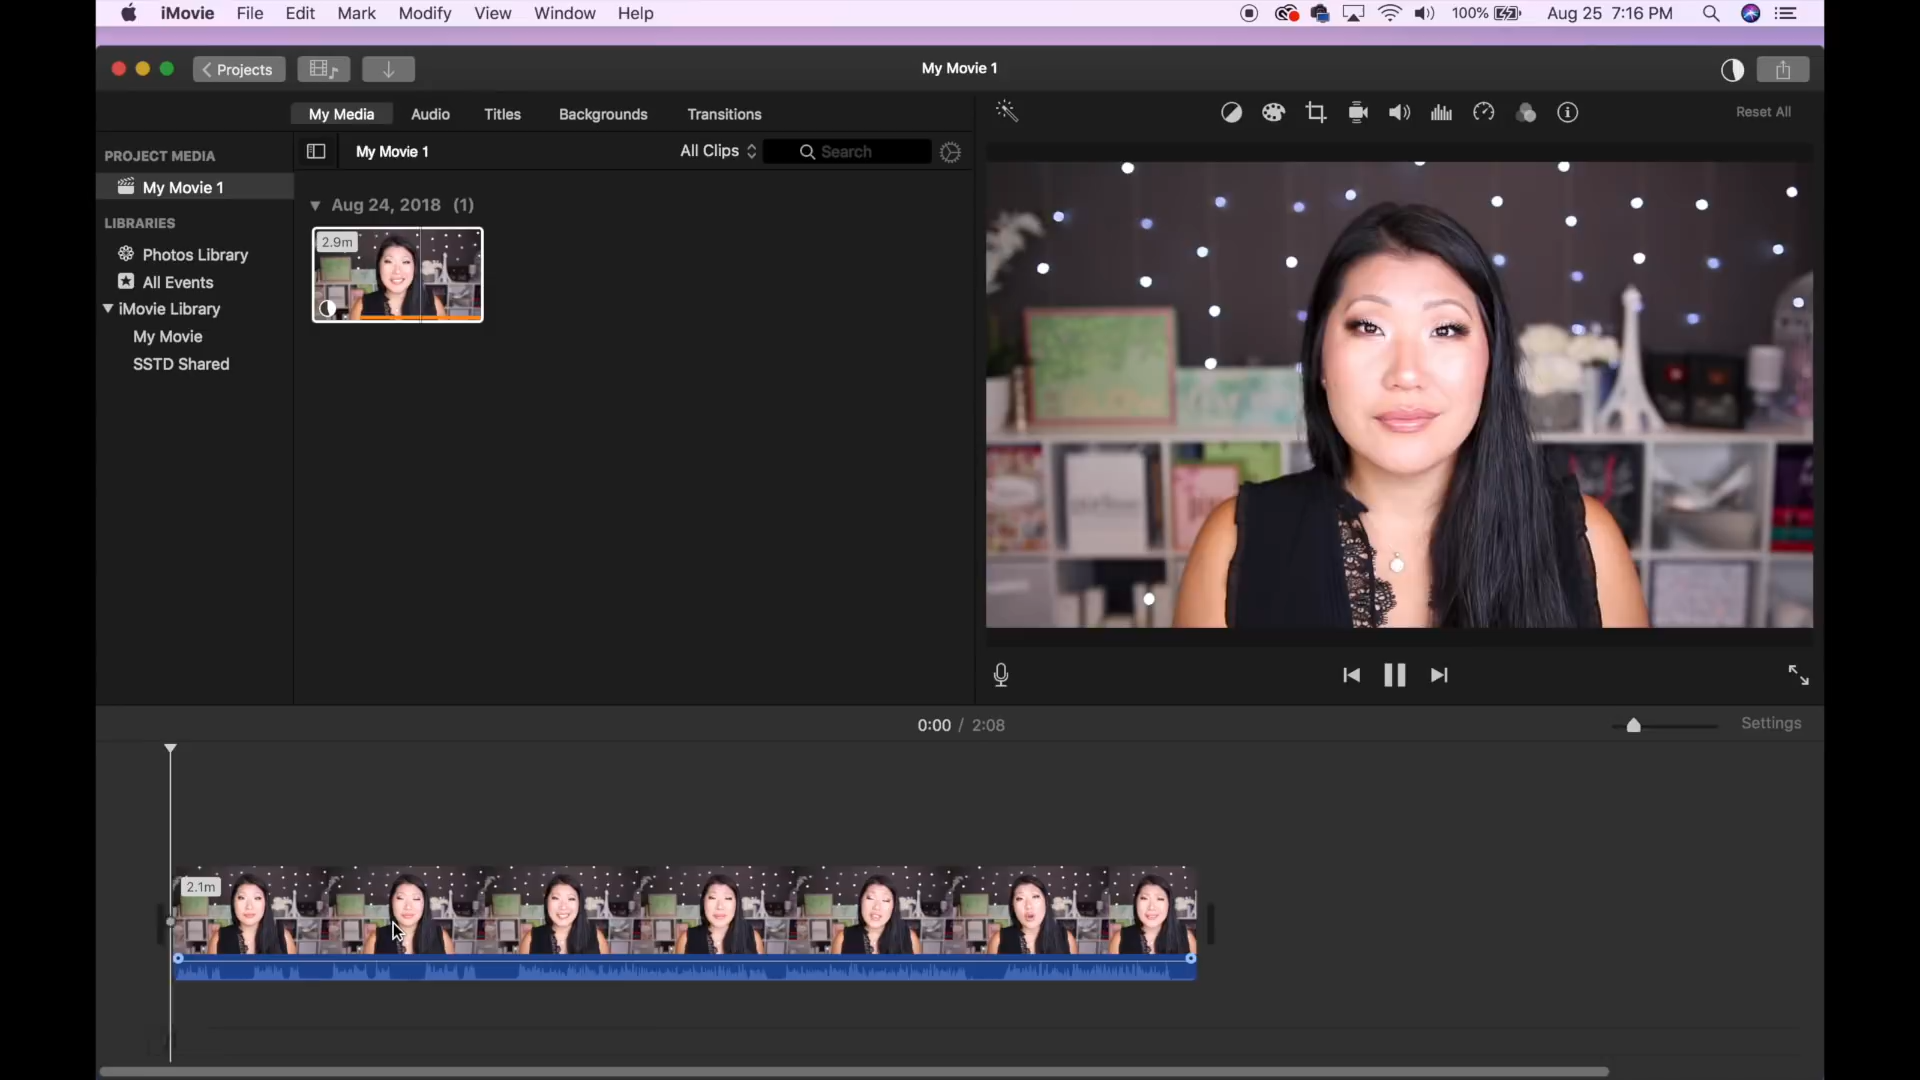 iMovie File Edit Mark Modify View Window Help
100% Aug 25 7:16 PM
Projects
My Movie 1
My Media Audio Titles Backgrounds Transitions
Reset All
PROJECT MEDIA
My Movie 1
All Clips
Search
My Movie 1
LIBRARIES
Photos Library
All Events
iMovie Library
My Movie
SSTD Shared
Aug 24, 2018 (1)
2.9m
0:00 / 2:08
Settings
2.1m